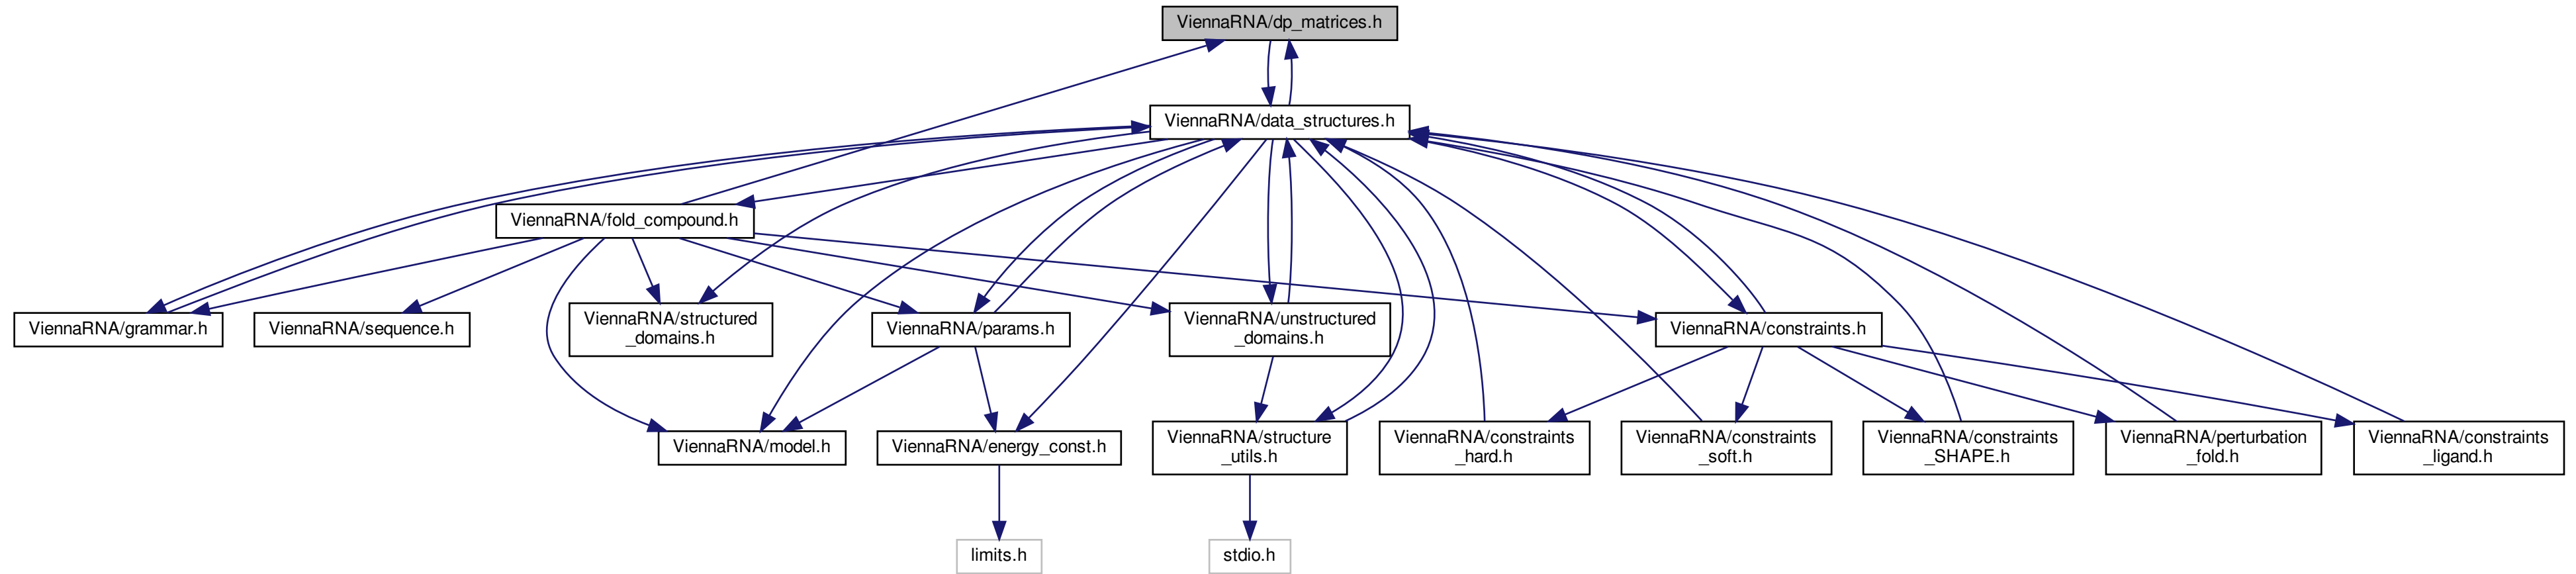 ViennaRNA/dp_matrices.h
ViennaRNA/data_structures.h
ViennaRNA/fold_compound.h
ViennaRNA/grammar.h
ViennaRNA/sequence.h
ViennaRNA/structured
_domains.h
ViennaRNA/params.h
ViennaRNA/unstructured
_domains.h
ViennaRNA/constraints.h
ViennaRNA/model.h
ViennaRNA/energy_const.h
ViennaRNA/structure
_utils.h
ViennaRNA/constraints
_hard.h
ViennaRNA/constraints
_soft.h
ViennaRNA/constraints
_SHAPE.h
ViennaRNA/perturbation
_fold.h
ViennaRNA/constraints
_ligand.h
limits.h
stdio.h